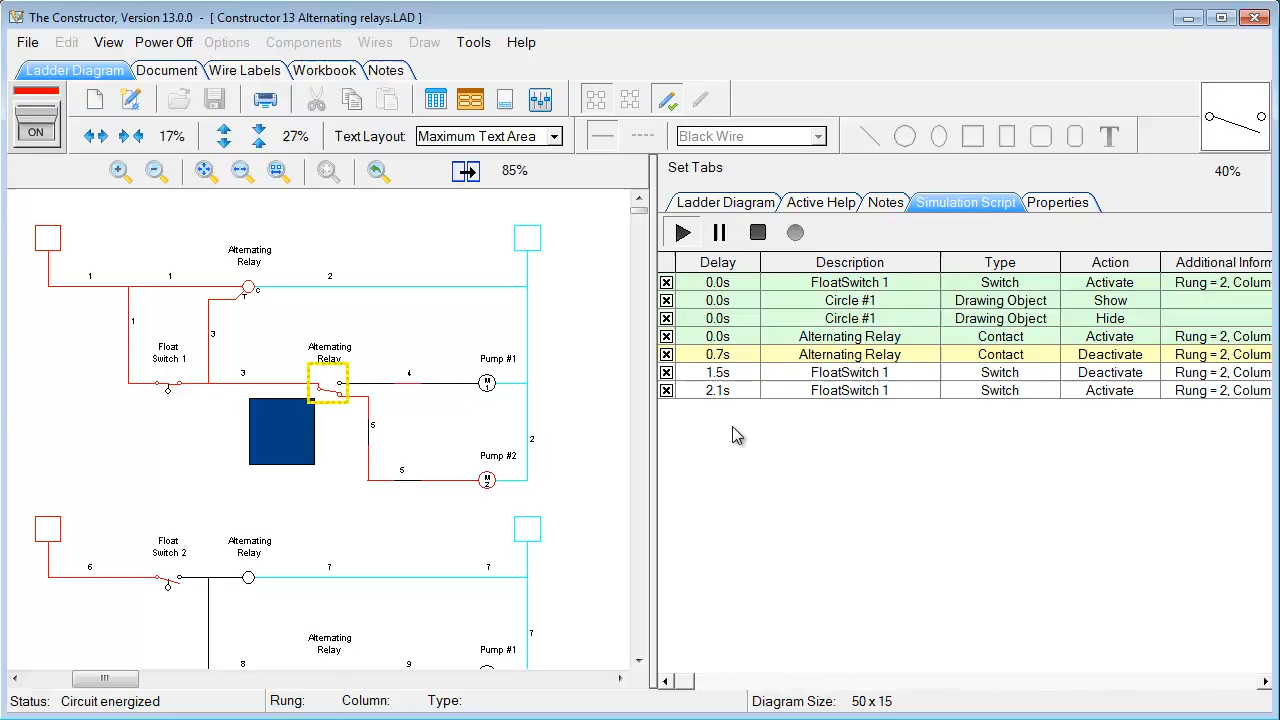 The Constructor, Version 13.0.0 - [ Constructor 13 Alternating relays.LAD ]
File Edit View Power Off Options Components Wires Draw Tools Help
Ladder Diagram Document Wire Labels Workbook Notes
ON
17% 27% Text Layout: Maximum Text Area Black Wire T
85%
Set Tabs 40%
Ladder Diagram Active Help Notes Simulation Script Properties
Delay Description Type Action Additional Inform
0.0s FloatSwitch 1 Switch Activate Rung = 2, Colum
0.0s Circle #1 Drawing Object Show
0.0s Circle #1 Drawing Object Hide
0.0s Alternating Relay Contact Activate Rung = 2, Colum
0.7s Alternating Relay Contact Deactivate Rung = 2, Colum
1.5s FloatSwitch 1 Switch Deactivate Rung = 2, Colum
2.1s FloatSwitch 1 Switch Activate Rung = 2, Colum
Alternating
Relay
1 1 2
C
T
1 3
Float
Switch 1
Alternating
Relay
Pump #1
3 4
M
1
5
2
Pump #2
5
M
2
Float
Switch 2
Alternating
Relay
6 7 7
7
Alternating
Relay
Pump #1
8 9
Status: Circuit energized Rung: Column: Type: Diagram Size: 50 x 15